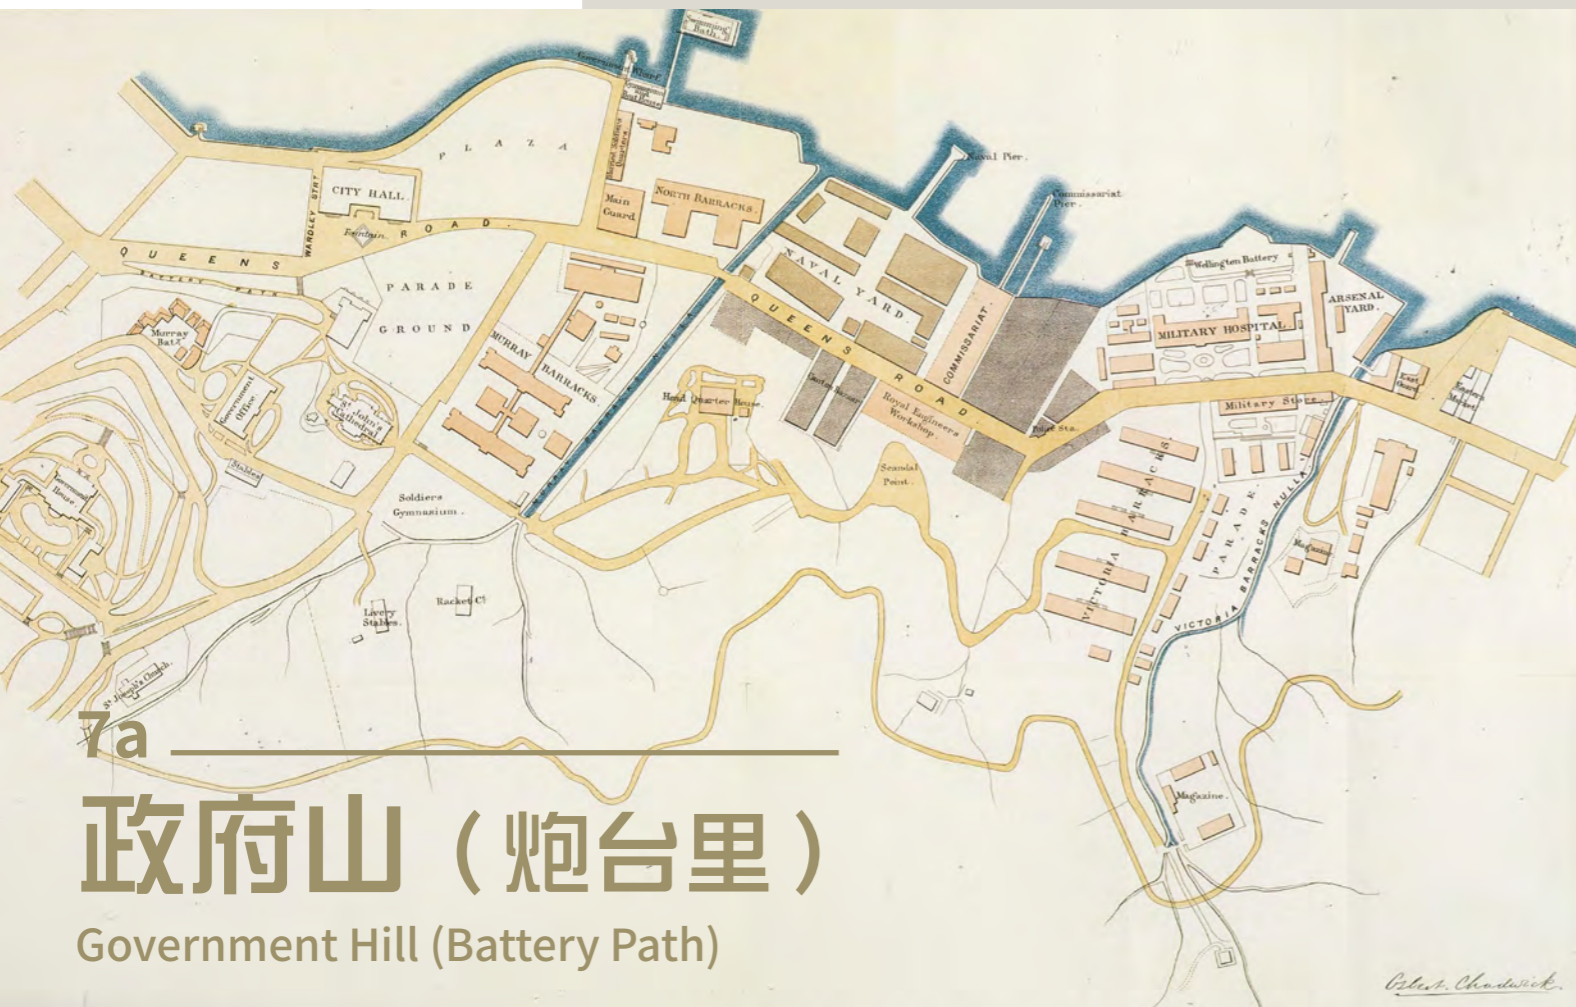 Swimming
Bath.
Government Wharf
PLAZA
CITY HALL.
WARDLEY STRT
Fountain.
QUEENS ROAD.
BATTERY PATH
PARADE
GROUND
Main
Guard
NORTH BARRACKS.
Naval Pier.
Commissariat
Pier.
NAVAL YARD.
QUEENS ROAD
COMMISSARIAT.
Wellington Battery
MILITARY HOSPITAL.
ARSENAL
YARD.
Military Store.
Murray
Government
Office
St
John's
Cathedral
Stables
MURRAY BARRACKS.
Head Quarter House.
Royal Engineers
Workshop.
Scandal
Point.
VICTORIA BARRACKS
PARADE.
VICTORIA BARRACKS NULLA
Magazine
Government
House.
Soldiers
Gymnasium.
Livery
Stables.
Racket Ct
St Joseph's Church.
Magazine.
7a
政府山（炮台里）
Government Hill (Battery Path)
Osbert Chadwick.